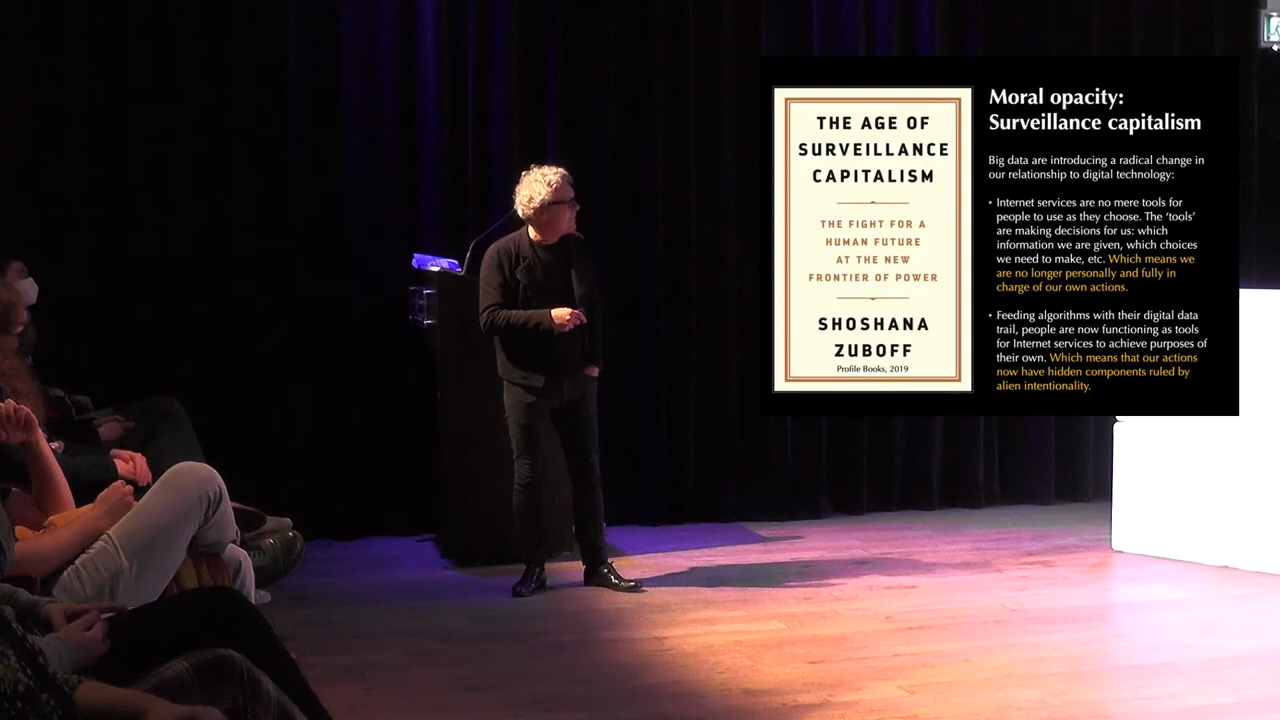 THE AGE OF
SURVEILLANCE
CAPITALISM
THE FIGHT FOR A
HUMAN FUTURE
AT THE NEW
FRONTIER OF POWER
SHOSHANA
ZUBOFF
Profile Books, 2019
Moral opacity:
Surveillance capitalism
Big data are introducing a radical change in
our relationship to digital technology:
‣ Internet services are no mere tools for
people to use as they choose. The ‘tools’
are making decisions for us: which
information we are given, which choices
we need to make, etc. Which means we
are no longer personally and fully in
charge of our own actions.
‣ Feeding algorithms with their digital data
trail, people are now functioning as tools
for Internet services to achieve purposes of
their own. Which means that our actions
now have hidden components ruled by
alien intentionality.